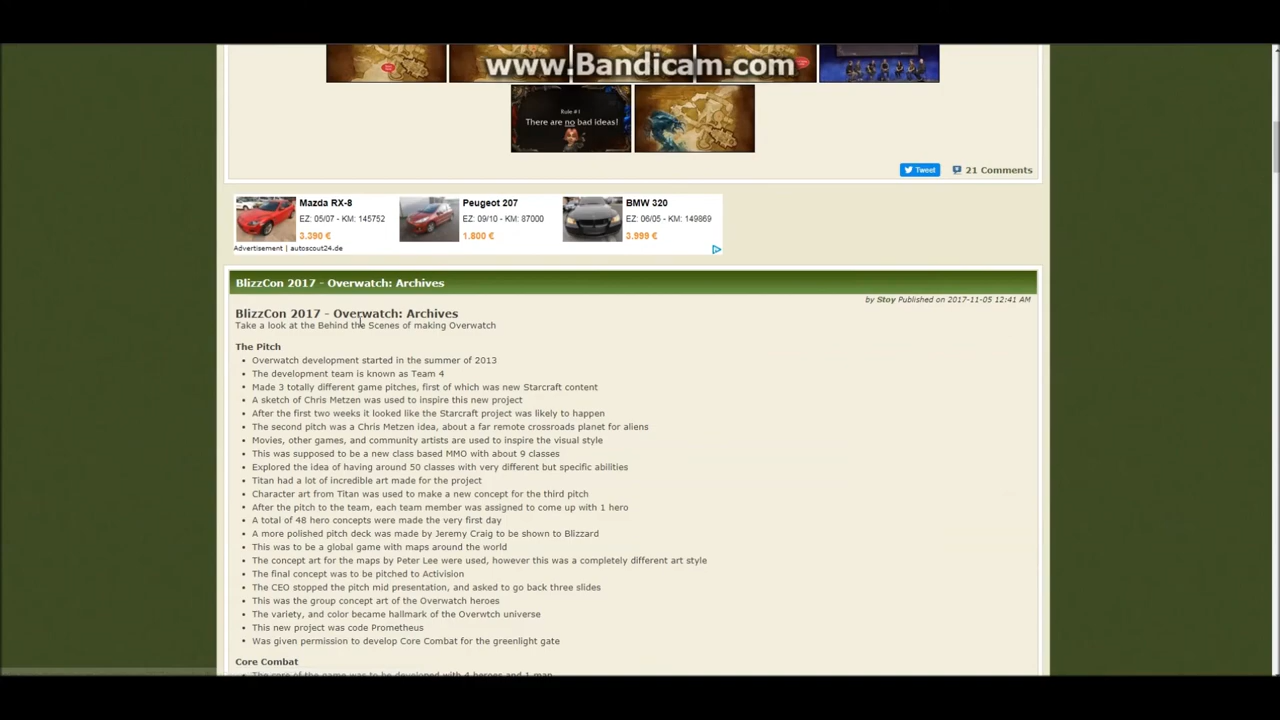 www.Bandicam.com
Rule #1
There are no bad ideas!
Tweet
21 Comments
Mazda RX-8
EZ: 05/07 - KM: 145752
3.390 €
Peugeot 207
EZ: 09/10 - KM: 87000
1.800 €
BMW 320
EZ: 06/05 - KM: 149869
3.999 €
Advertisement | autoscout24.de
BlizzCon 2017 - Overwatch: Archives
by Stoy Published on 2017-11-05 12:41 AM
BlizzCon 2017 - Overwatch: Archives
Take a look at the Behind the Scenes of making Overwatch
The Pitch
• Overwatch development started in the summer of 2013
• The development team is known as Team 4
• Made 3 totally different game pitches, first of which was new Starcraft content
• A sketch of Chris Metzen was used to inspire this new project
• After the first two weeks it looked like the Starcraft project was likely to happen
• The second pitch was a Chris Metzen idea, about a far remote crossroads planet for aliens
• Movies, other games, and community artists are used to inspire the visual style
• This was supposed to be a new class based MMO with about 9 classes
• Explored the idea of having around 50 classes with very different but specific abilities
• Titan had a lot of incredible art made for the project
• Character art from Titan was used to make a new concept for the third pitch
• After the pitch to the team, each team member was assigned to come up with 1 hero
• A total of 48 hero concepts were made the very first day
• A more polished pitch deck was made by Jeremy Craig to be shown to Blizzard
• This was to be a global game with maps around the world
• The concept art for the maps by Peter Lee were used, however this was a completely different art style
• The final concept was to be pitched to Activision
• The CEO stopped the pitch mid presentation, and asked to go back three slides
• This was the group concept art of the Overwatch heroes
• The variety, and color became hallmark of the Overwtch universe
• This new project was code Prometheus
• Was given permission to develop Core Combat for the greenlight gate
Core Combat
• The core of the game was to be developed with 4 heroes and 1 map